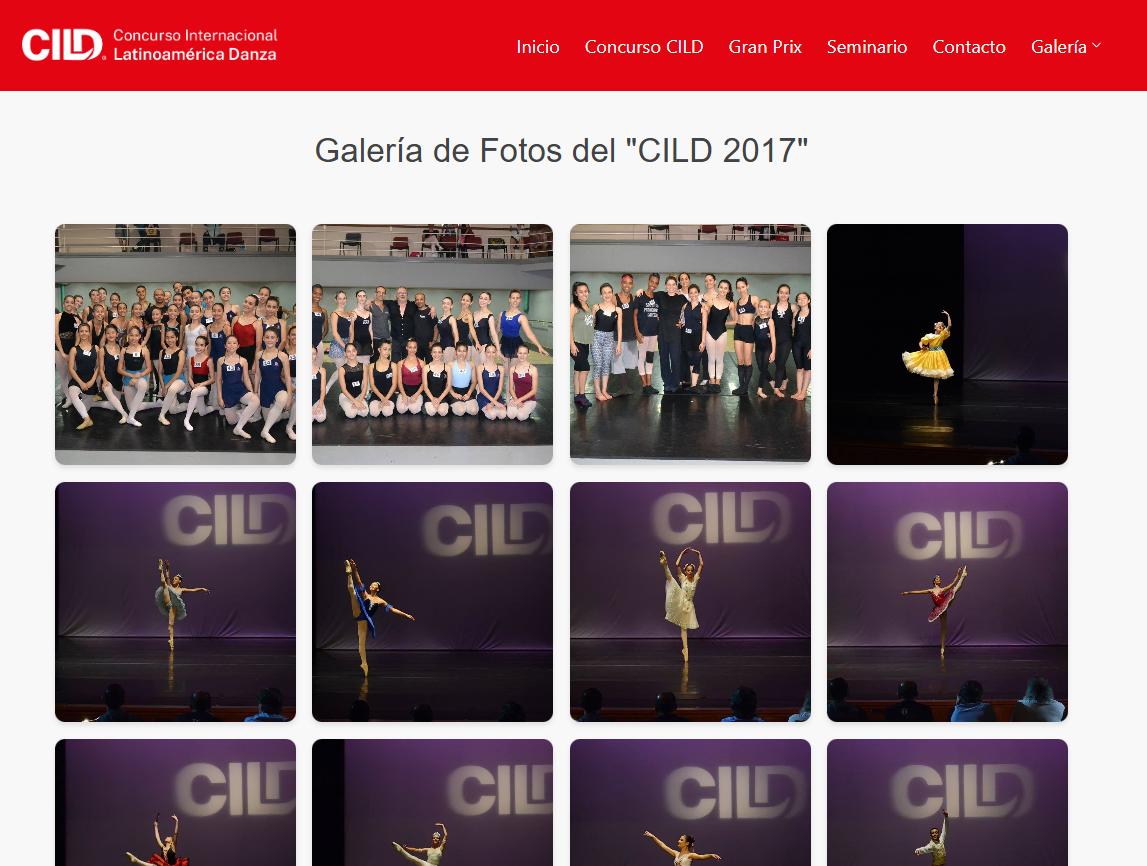 CILD® Concurso Internacional
Latinoamérica Danza
Inicio Concurso CILD Gran Prix Seminario Contacto Galería
Galería de Fotos del "CILD 2017"
CILD
CILD
CILD
CILD
CILD
CILD
CILD
CILD